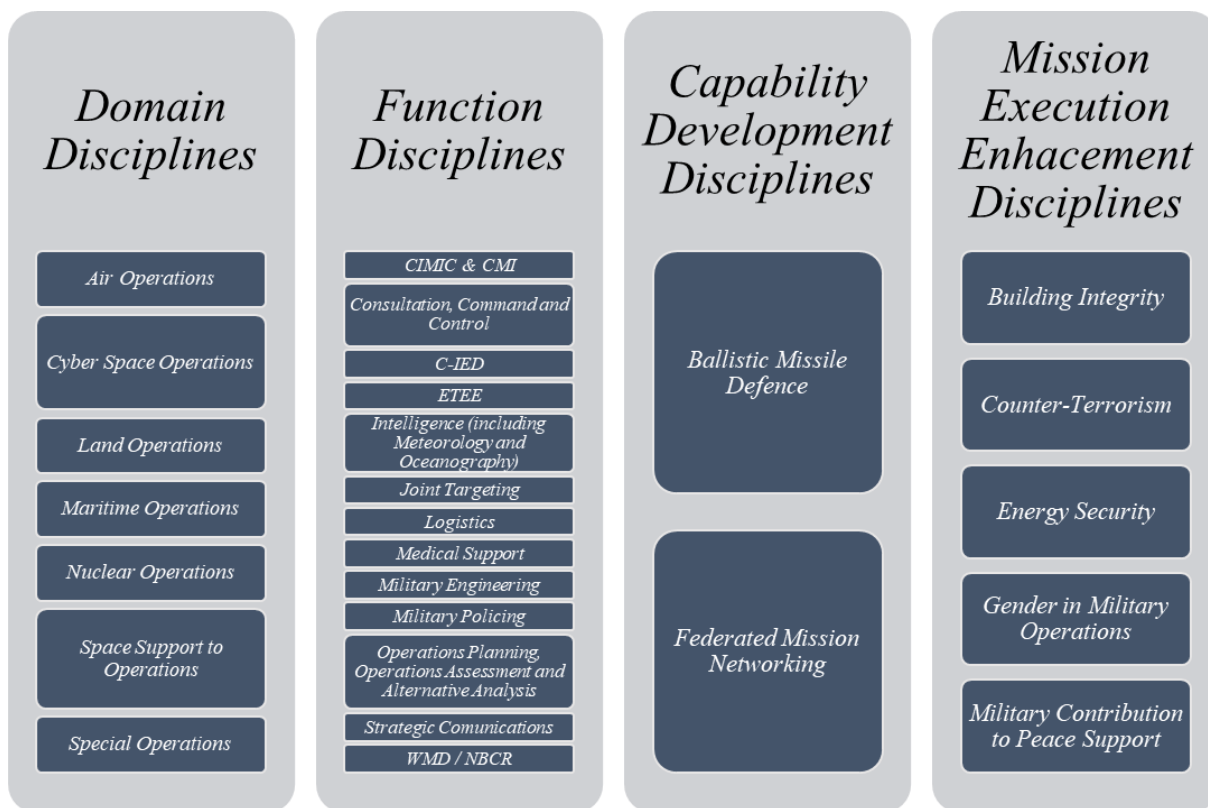 Domain
Disciplines
Air Operations
Cyber Space Operations
Land Operations
Maritime Operations
Nuclear Operations
Space Support to
Operations
Special Operations
Function
Disciplines
CIMIC & CMI
Consultation, Command and
Control
C-IED
ETEE
Intelligence (including
Meteorology and
Oceanography)
Joint Targeting
Logistics
Medical Support
Military Engineering
Military Policing
Operations Planning,
Operations Assessment and
Alternative Analysis
Strategic Comunications
WMD / NBCR
Capability
Development
Disciplines
Ballistic Missile
Defence
Federated Mission
Networking
Mission
Execution
Enhacement
Disciplines
Building Integrity
Counter-Terrorism
Energy Security
Gender in Military
Operations
Military Contribution
to Peace Support